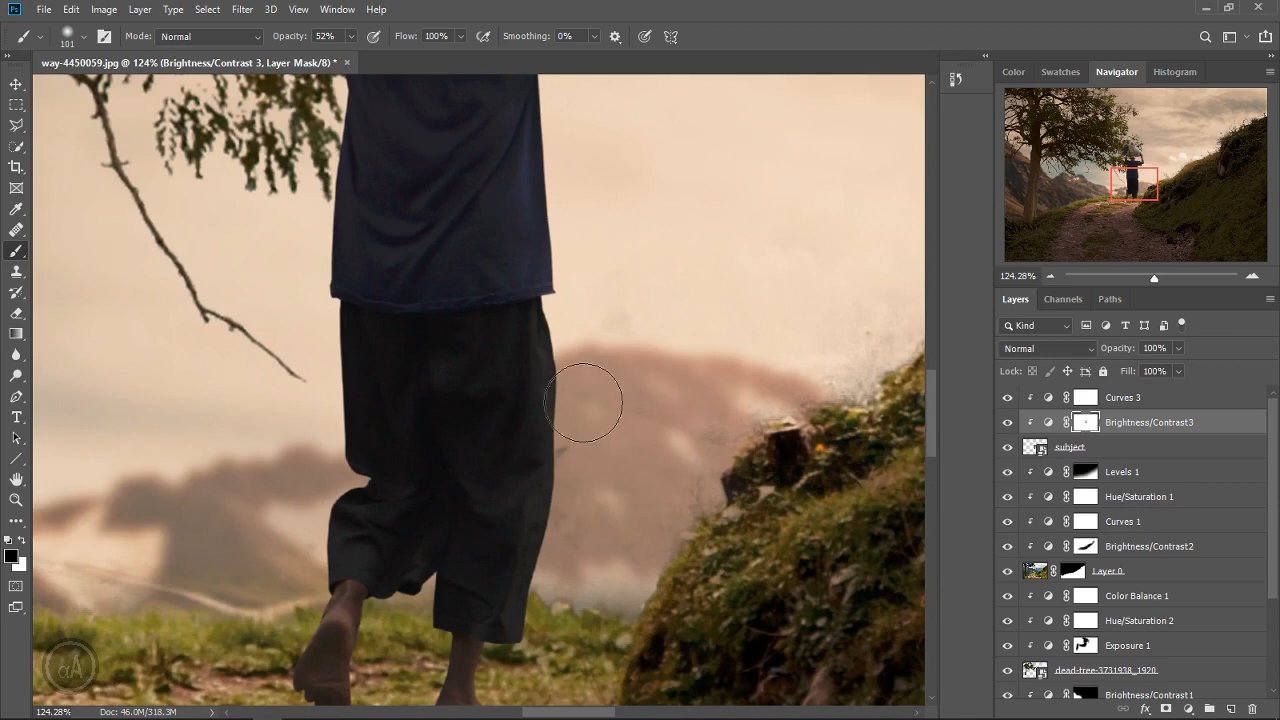 Ps File Edit Image Layer Type Select Filter 3D View Window Help
101 Mode: Normal Opacity: 52% Flow: 100% Smoothing: 0%
way-4450059.jpg @ 124% (Brightness/Contrast 3, Layer Mask/8) * ×
Color Swatches Navigator Histogram
124.28%
Layers Channels Paths
Kind
Normal Opacity: 100%
Lock: Fill: 100%
Curves 3
Brightness/Contrast3
subject
Levels 1
Hue/Saturation 1
Curves 1
Brightness/Contrast2
Layer 0
Color Balance 1
Hue/Saturation 2
Exposure 1
dead-tree-3731938_1920
Brightness/Contrast1
αA
124.28% Doc: 46.0M/318.3M